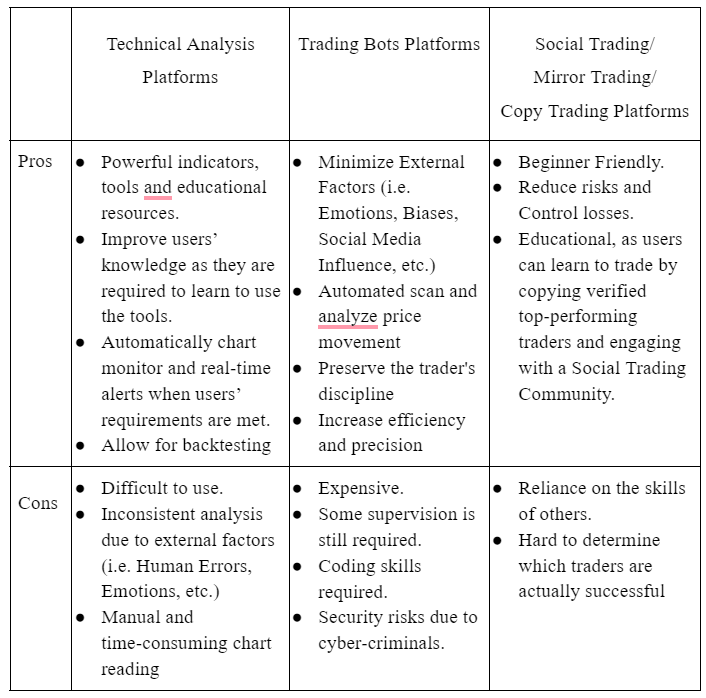 Technical Analysis
Platforms
Trading Bots Platforms
Social Trading/
Mirror Trading/
Copy Trading Platforms
Pros
● Powerful indicators,
tools and educational
resources.
● Improve users’
knowledge as they are
required to learn to use
the tools.
● Automatically chart
monitor and real-time
alerts when users’
requirements are met.
● Allow for backtesting
● Minimize External
Factors (i.e.
Emotions, Biases,
Social Media
Influence, etc.)
● Automated scan and
analyze price
movement
● Preserve the trader's
discipline
● Increase efficiency
and precision
● Beginner Friendly.
● Reduce risks and
Control losses.
● Educational, as users
can learn to trade by
copying verified
top-performing
traders and engaging
with a Social Trading
Community.
Cons
● Difficult to use.
● Inconsistent analysis
due to external factors
(i.e. Human Errors,
Emotions, etc.)
● Manual and
time-consuming chart
reading
● Expensive.
● Some supervision is
still required.
● Coding skills
required.
● Security risks due to
cyber-criminals.
● Reliance on the skills
of others.
● Hard to determine
which traders are
actually successful